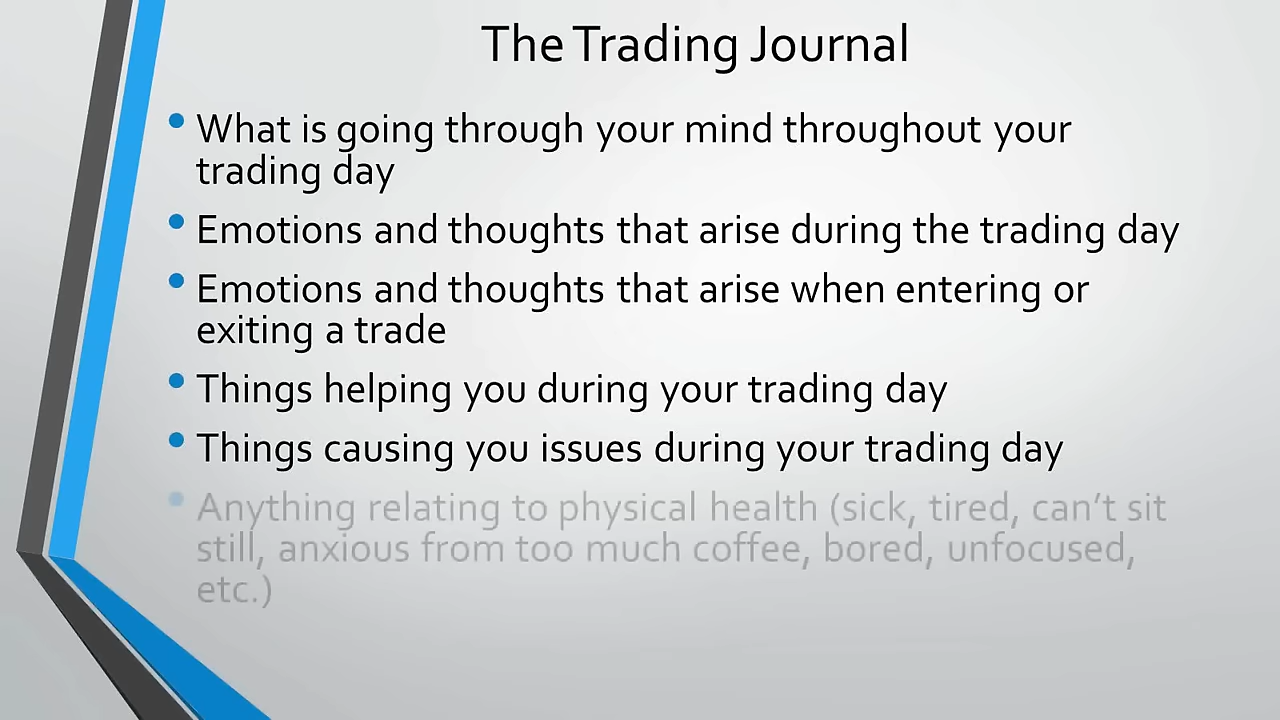 The Trading Journal
• What is going through your mind throughout your
trading day
• Emotions and thoughts that arise during the trading day
• Emotions and thoughts that arise when entering or
exiting a trade
• Things helping you during your trading day
• Things causing you issues during your trading day
• Anything relating to physical health (sick, tired, can’t sit
still, anxious from too much coffee, bored, unfocused,
etc.)